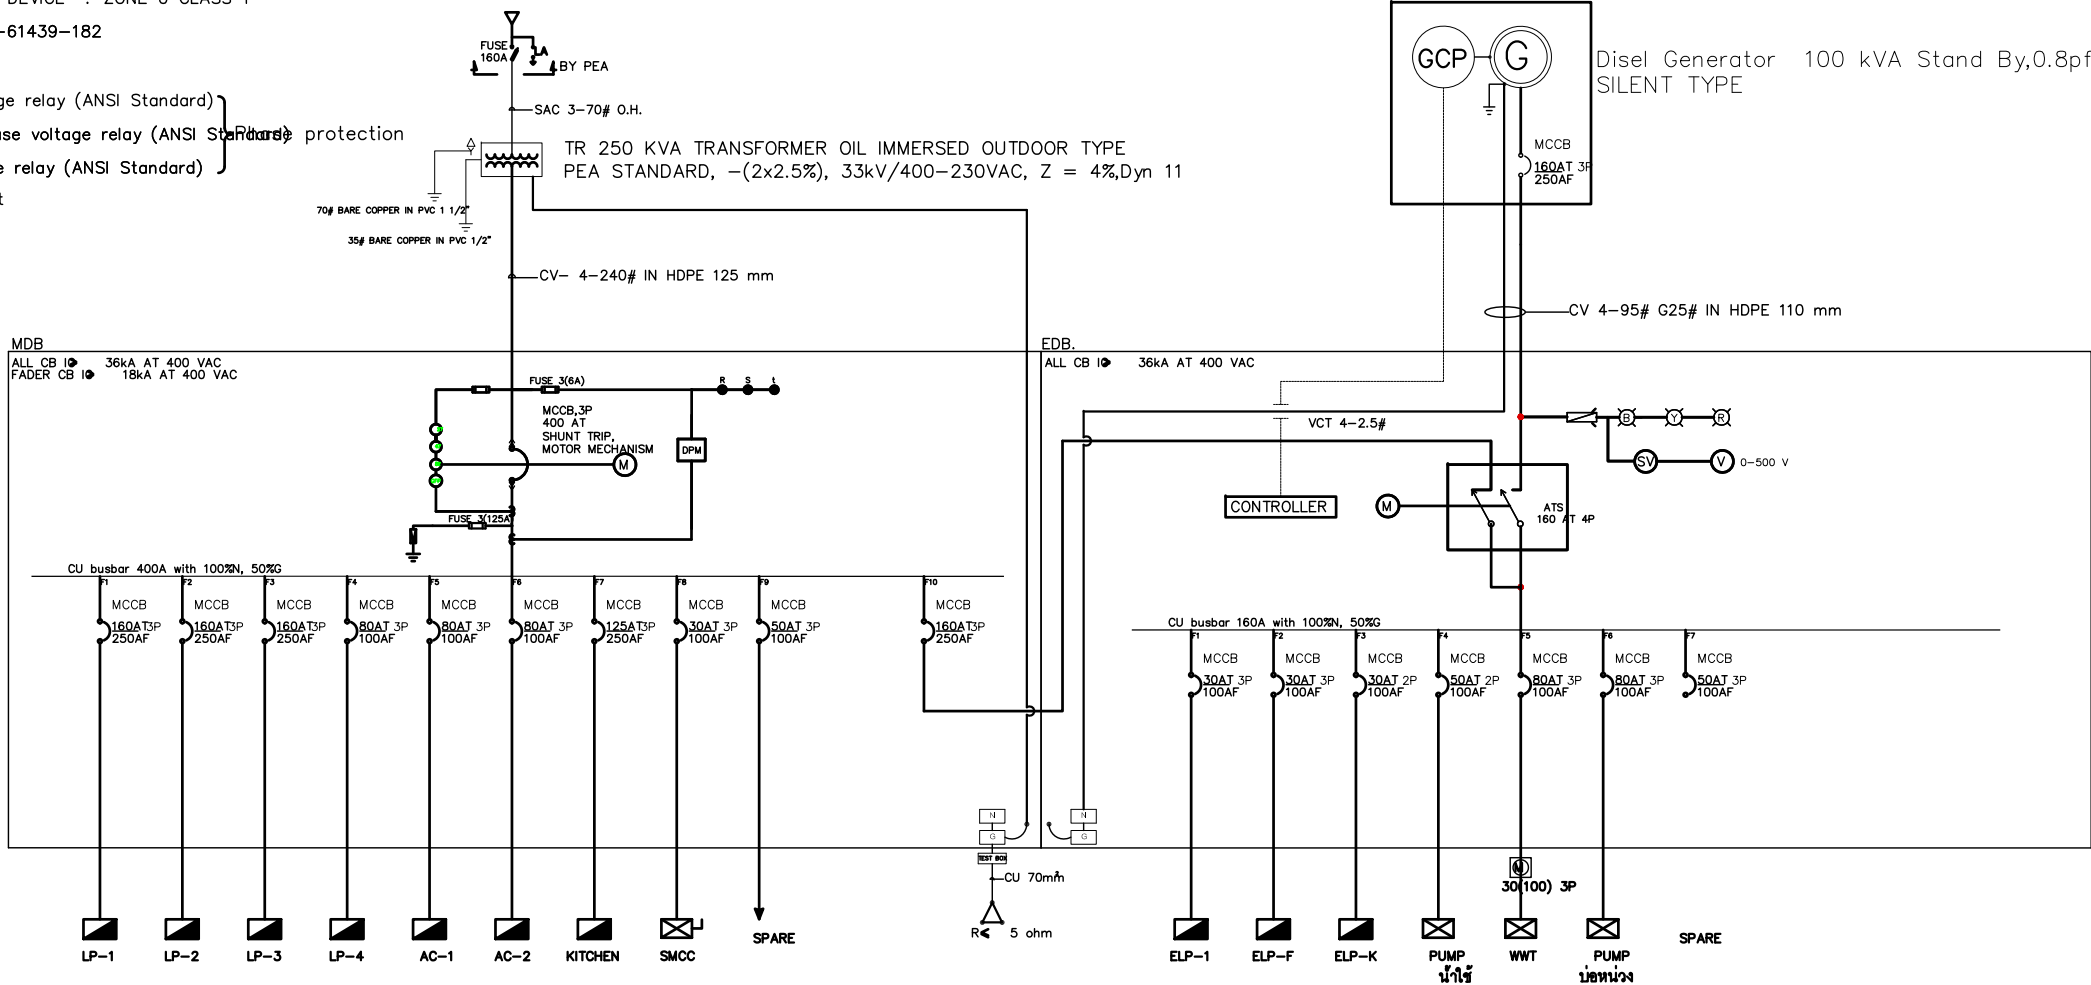 DEVICE : ZONE 0 CLASS 1
-61439-182
ge relay (ANSI Standard)
ase voltage relay (ANSI Standard)
Phase protection
e relay (ANSI Standard)
t
FUSE
160A
BY PEA
SAC 3-70# O.H.
TR 250 KVA TRANSFORMER OIL IMMERSED OUTDOOR TYPE
PEA STANDARD, -(2x2.5%), 33kV/400-230VAC, Z = 4%,Dyn 11
70# BARE COPPER IN PVC 1 1/2"
35# BARE COPPER IN PVC 1/2"
CV- 4-240# IN HDPE 125 mm
GCP
G
Disel Generator 100 kVA Stand By,0.8pf
SILENT TYPE
MCCB
160AT 3P
250AF
CV 4-95# G25# IN HDPE 110 mm
MDB
ALL CB IC 36kA AT 400 VAC
FADER CB IC 18kA AT 400 VAC
FUSE 3(6A)
R S t
MCCB,3P
400 AT
SHUNT TRIP,
MOTOR MECHANISM
M
DPM
FUSE 3(125A)
CU busbar 400A with 100%N, 50%G
F1 F2 F3 F4 F5 F6 F7 F8 F9 F10
MCCB MCCB MCCB MCCB MCCB MCCB MCCB MCCB MCCB MCCB
160AT3P 160AT3P 160AT3P 80AT 3P 80AT 3P 80AT 3P 125AT3P 30AT 3P 50AT 3P 160AT3P
250AF 250AF 250AF 100AF 100AF 100AF 250AF 100AF 100AF 250AF
LP-1 LP-2 LP-3 LP-4 AC-1 AC-2 KITCHEN SMCC SPARE
N
G
TEST BOX
CU 70mm²
R< 5 ohm
EDB.
ALL CB IC 36kA AT 400 VAC
VCT 4-2.5#
CONTROLLER
B Y R
SV V 0-500 V
M
ATS
160 AT 4P
CU busbar 160A with 100%N, 50%G
F1 F2 F3 F4 F5 F6 F7
MCCB MCCB MCCB MCCB MCCB MCCB MCCB
30AT 3P 30AT 3P 30AT 2P 50AT 2P 80AT 3P 80AT 3P 50AT 3P
100AF 100AF 100AF 100AF 100AF 100AF 100AF
N
G
M
30(100) 3P
ELP-1 ELP-F ELP-K PUMP WWT PUMP SPARE
น้ำใช้ บ่อหน่วง